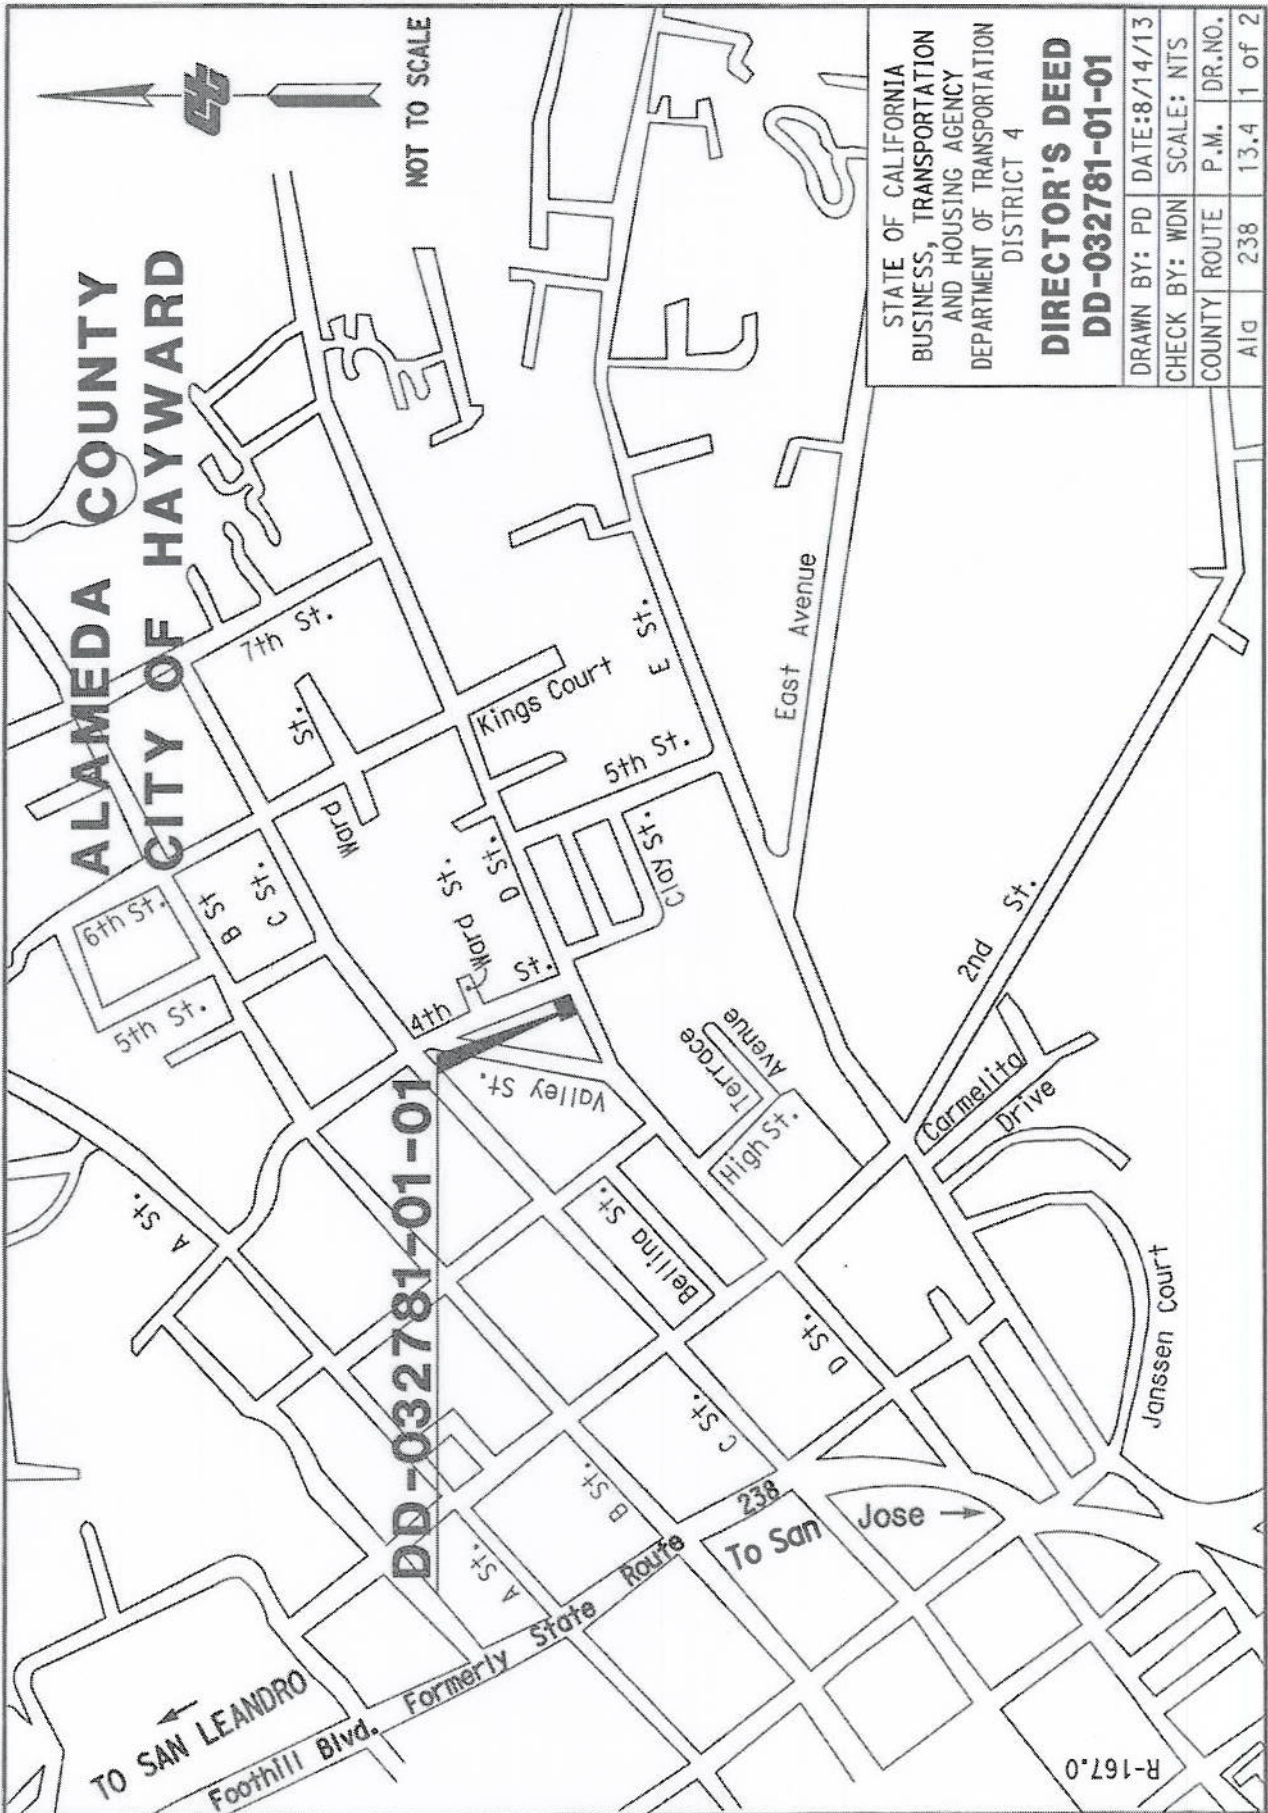 ALAMEDA COUNTY
CITY OF HAYWARD
NOT TO SCALE
DD-032781-01-01
TO SAN LEANDRO
Foothill Blvd. Formerly State Route 238
To San Jose
A St.
B St.
C St.
D St.
A St.
5th St.
6th St.
B St
C St.
7th St.
Ward St.
4th St.
Ward St.
D St.
Kings Court
5th St.
E St.
Clay St.
Valley St.
Bellina St.
High St.
Terrace Avenue
East Avenue
2nd St.
Carmelita Drive
Janssen Court
R-167.0
STATE OF CALIFORNIA
BUSINESS, TRANSPORTATION
AND HOUSING AGENCY
DEPARTMENT OF TRANSPORTATION
DISTRICT 4
DIRECTOR'S DEED
DD-032781-01-01
DRAWN BY: PD DATE:8/14/13
CHECK BY: WDN SCALE: NTS
COUNTY ROUTE P.M. DR.NO.
Ala 238 13.4 1 of 2